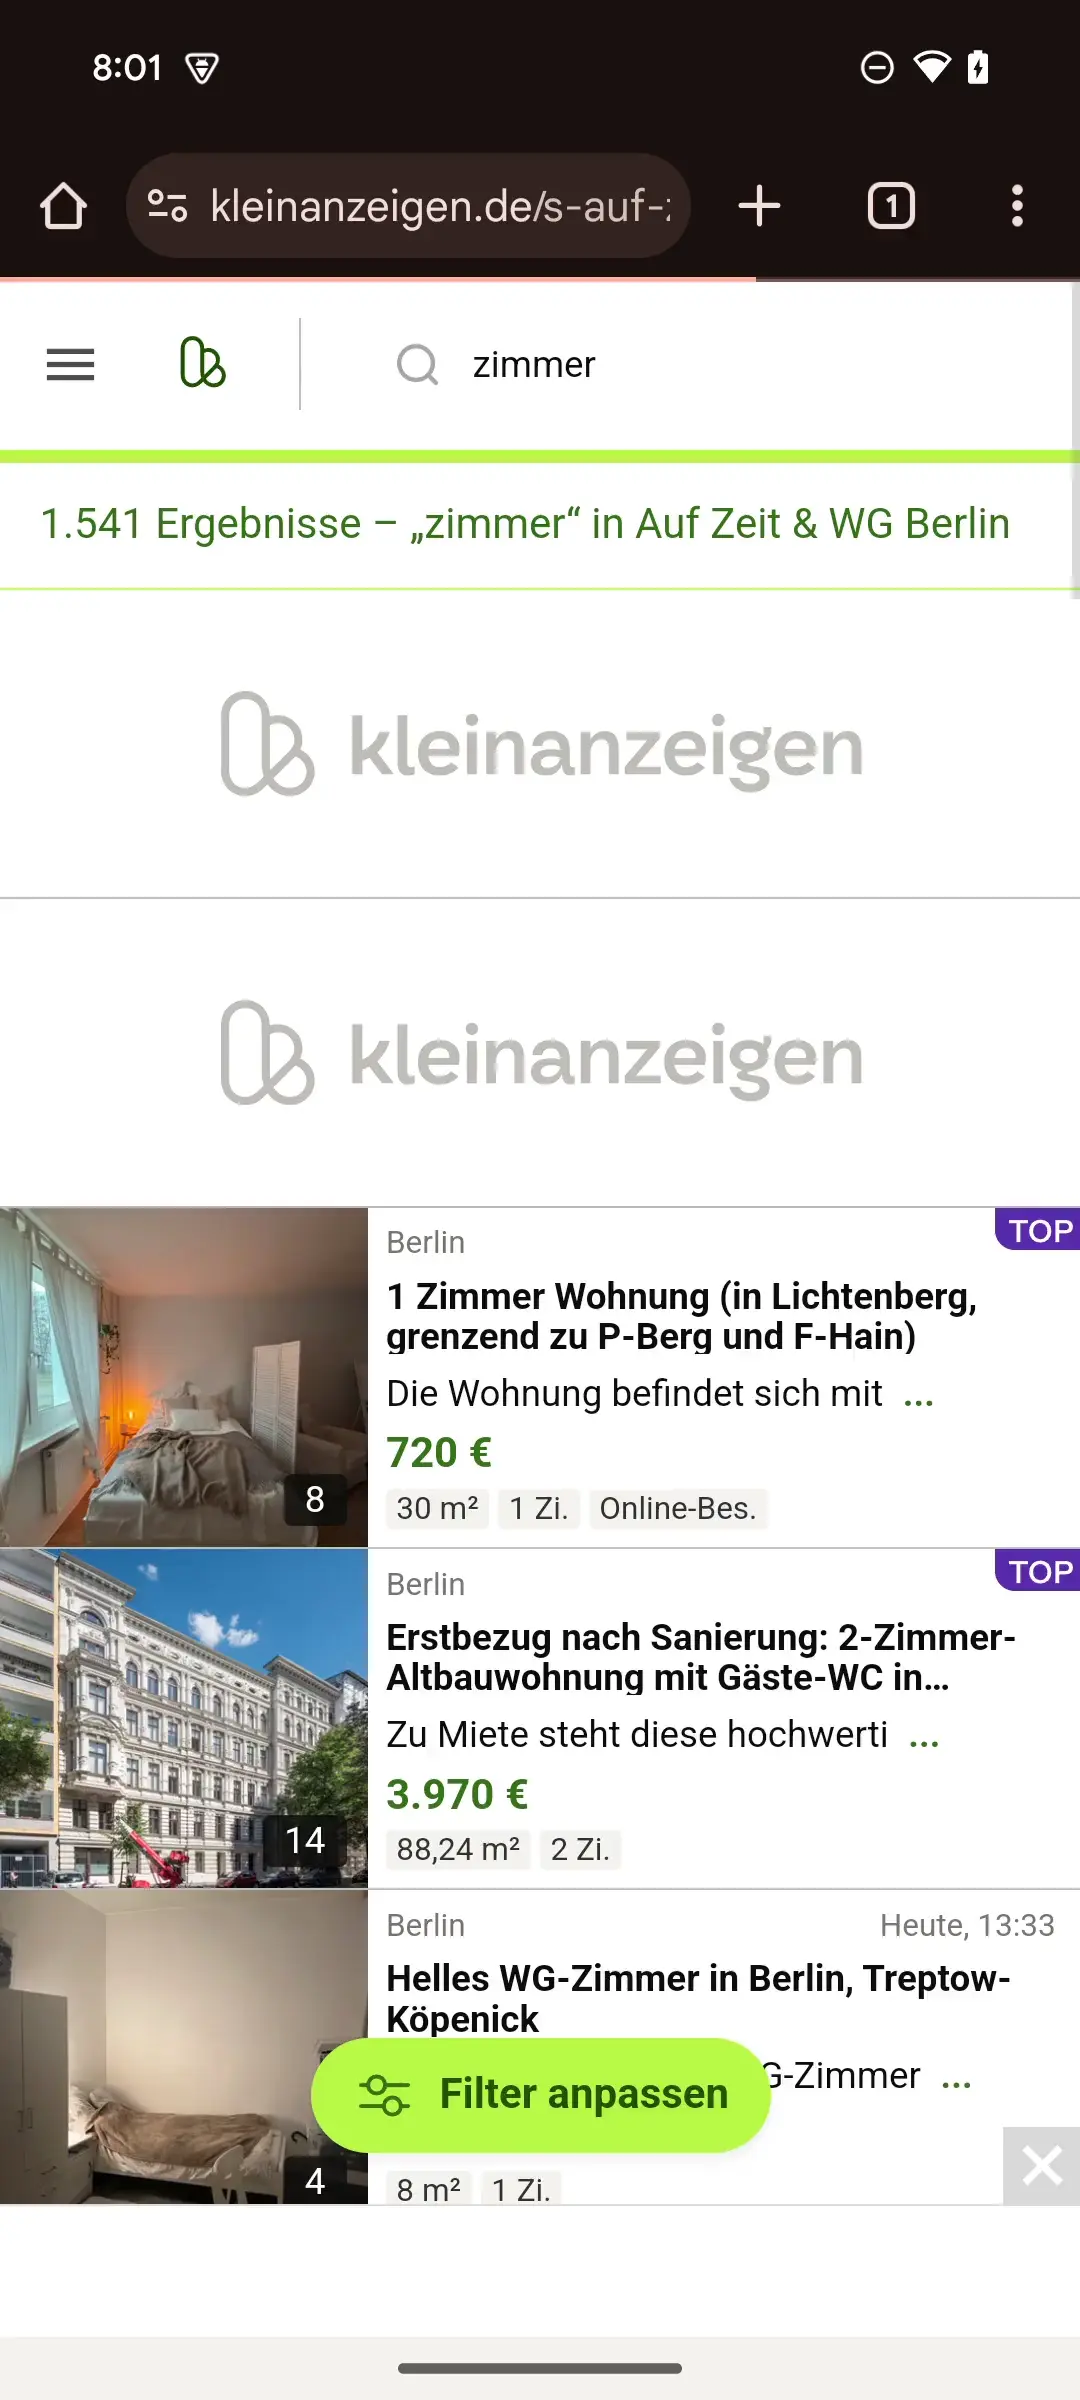 8:01
kleinanzeigen.de/s-auf-
1
zimmer
1.541 Ergebnisse – „zimmer“ in Auf Zeit & WG Berlin
kleinanzeigen
kleinanzeigen
Berlin
TOP
1 Zimmer Wohnung (in Lichtenberg,
grenzend zu P-Berg und F-Hain)
Die Wohnung befindet sich mit ...
720 €
8
30 m² 1 Zi. Online-Bes.
Berlin
TOP
Erstbezug nach Sanierung: 2-Zimmer-
Altbauwohnung mit Gäste-WC in…
Zu Miete steht diese hochwerti ...
3.970 €
14
88,24 m² 2 Zi.
Berlin
Heute, 13:33
Helles WG-Zimmer in Berlin, Treptow-
Köpenick
G-Zimmer ...
Filter anpassen
4
8 m² 1 Zi.